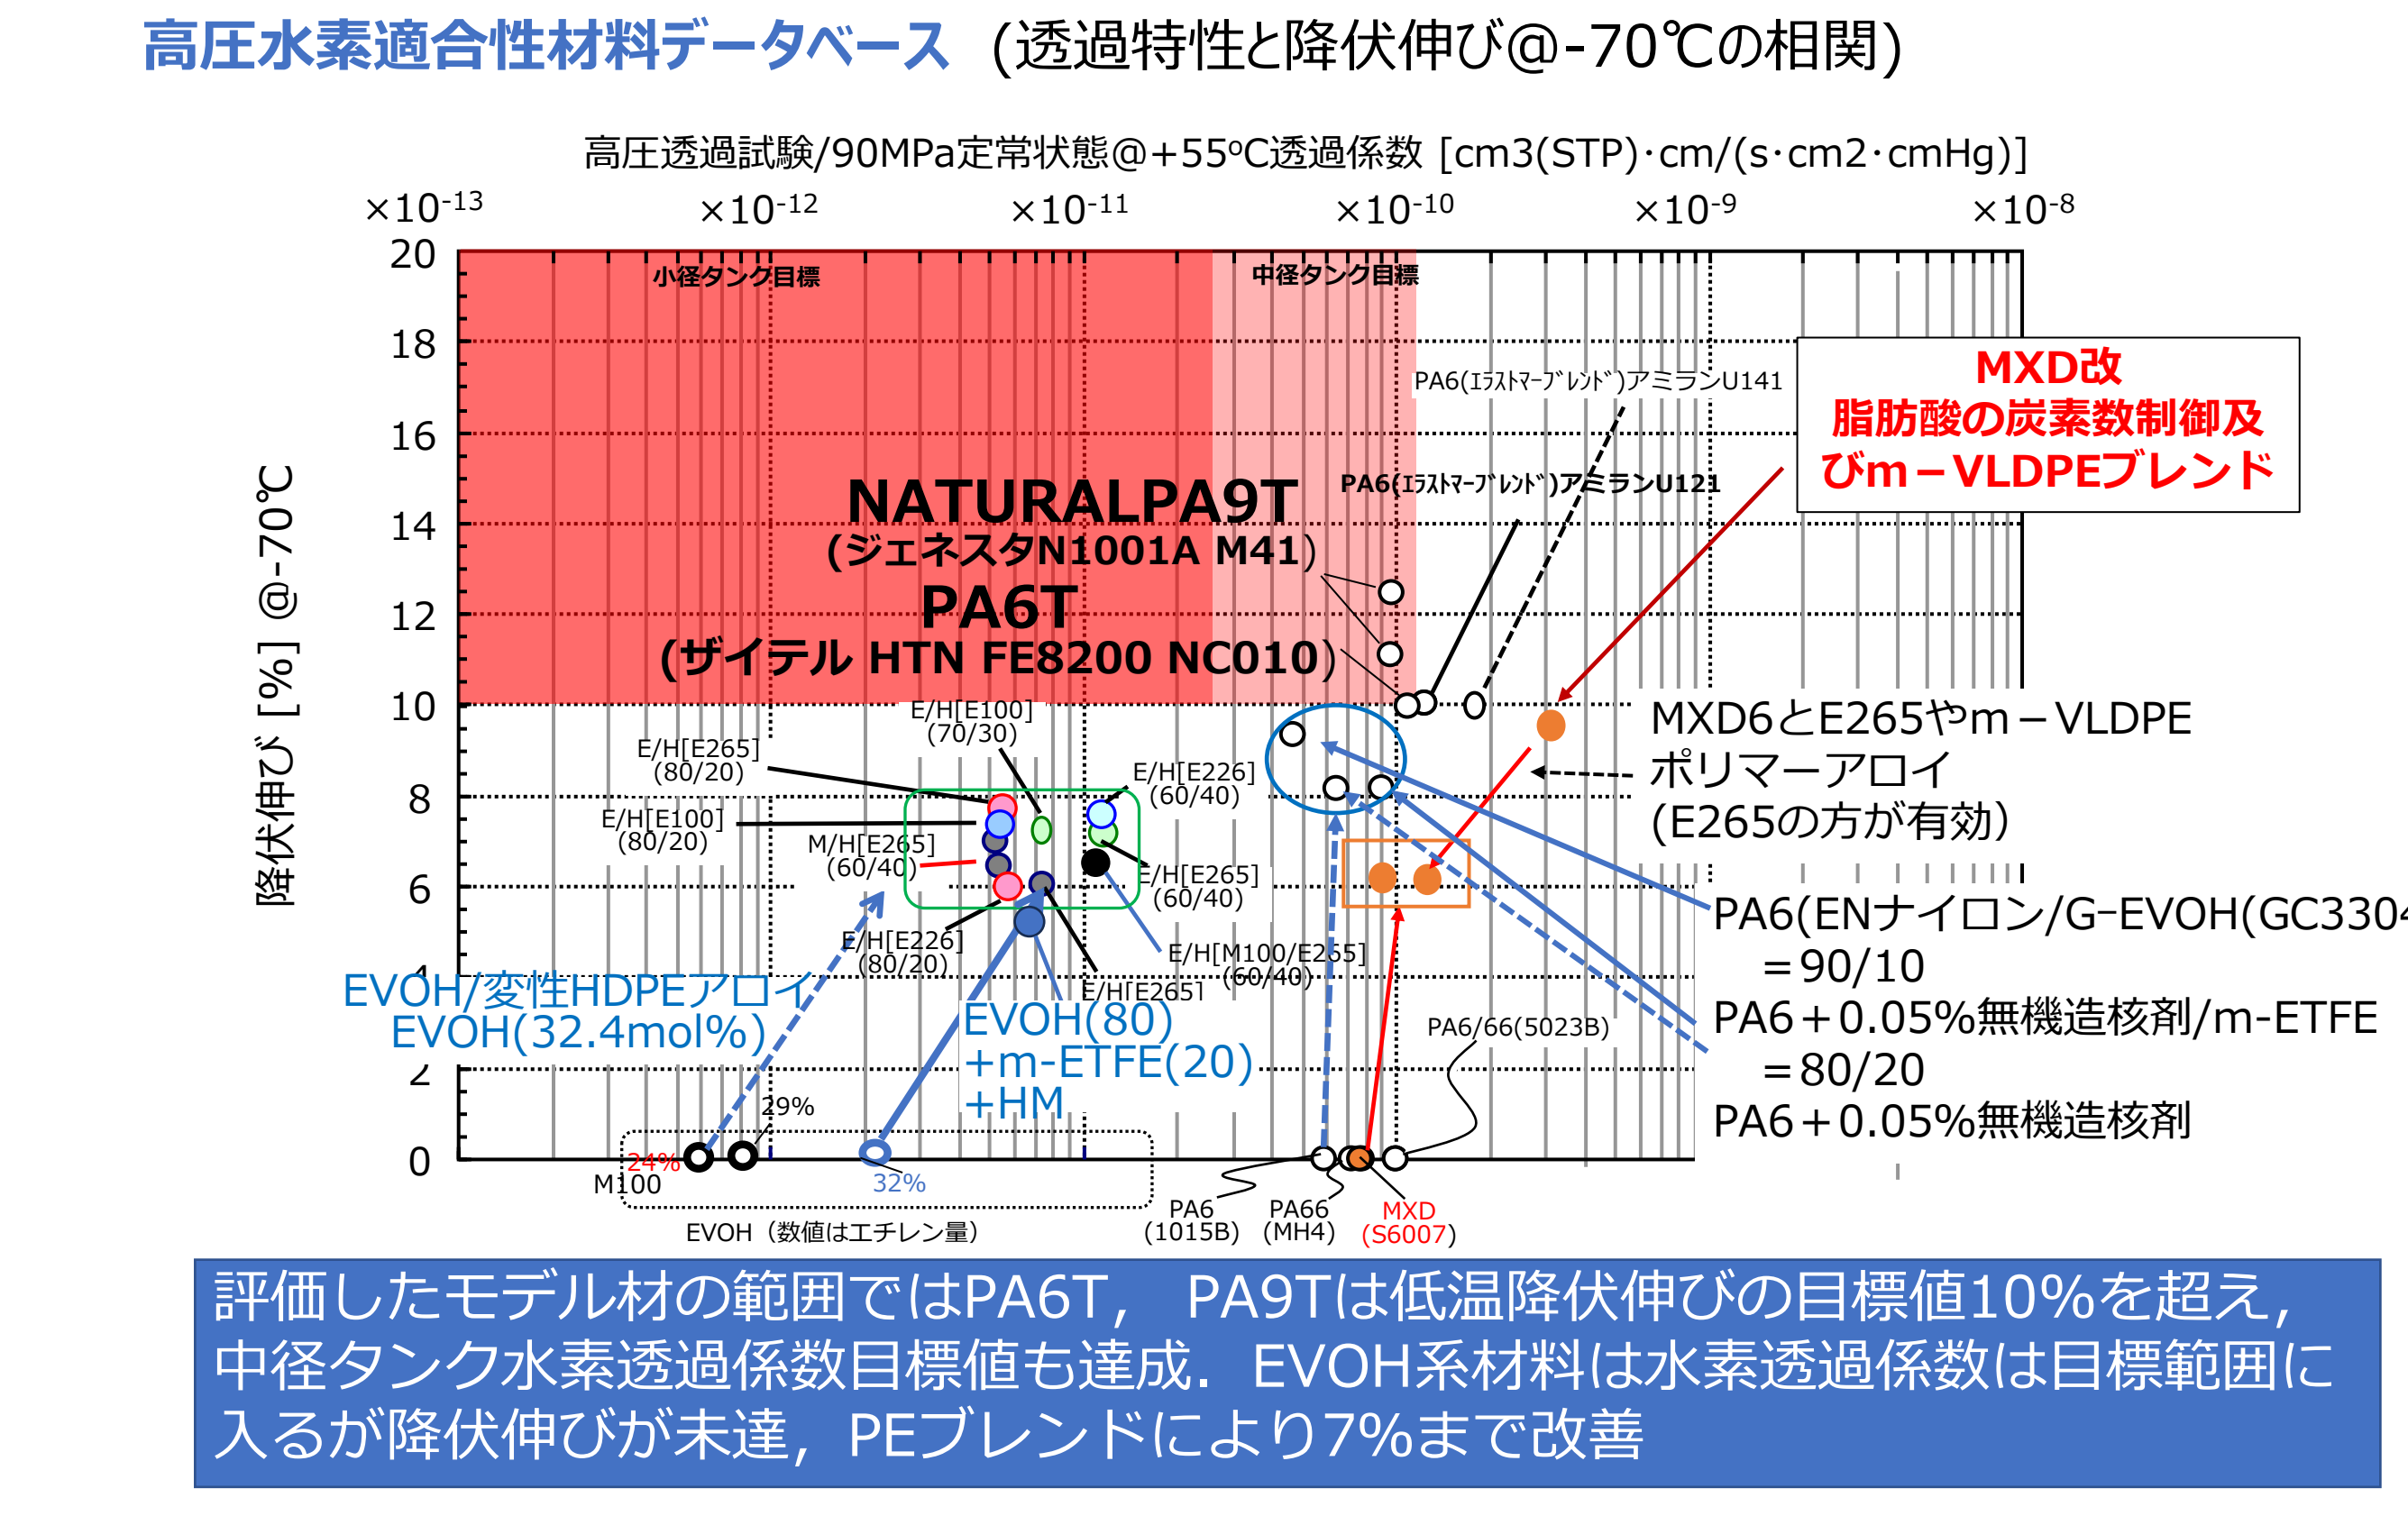 高圧水素適合性材料データベース (透過特性と降伏伸び@-70℃の相関)
高圧透過試験/90MPa定常状態@+55ºC透過係数 [cm3(STP)･cm/(s･cm2･cmHg)]
×10-13 ×10-12 ×10-11 ×10-10 ×10-9 ×10-8
20
18
16
14
12
10
8
6
4
2
0
降伏伸び [%] @-70℃
小径タンク目標
中径タンク目標
PA6(ｴﾗｽﾄﾏｰﾌﾞﾚﾝﾄﾞ)アミランU141
PA6(ｴﾗｽﾄﾏｰﾌﾞﾚﾝﾄﾞ)アミランU121
MXD改
脂肪酸の炭素数制御及
びm－VLDPEブレンド
NATURALPA9T
(ジェネスタN1001A M41)
PA6T
(ザイテル HTN FE8200 NC010)
E/H[E100]
(70/30)
E/H[E265]
(80/20)
E/H[E226]
(60/40)
E/H[E100]
(80/20)
M/H[E265]
(60/40)
E/H[E265]
(60/40)
E/H[E226]
(80/20)
E/H[M100/E265]
(60/40)
E/H[E265]
MXD6とE265やm－VLDPE
ポリマーアロイ
(E265の方が有効）
PA6(ENナイロン/G-EVOH(GC3304
＝90/10
PA6＋0.05%無機造核剤/m-ETFE
＝80/20
PA6＋0.05%無機造核剤
EVOH/変性HDPEアロイ
EVOH(32.4mol%)
EVOH(80)
+m-ETFE(20)
+HM
PA6/66(5023B)
29%
24%
M100
32%
EVOH（数値はエチレン量）
PA6
(1015B)
PA66
(MH4)
MXD
(S6007)
評価したモデル材の範囲ではPA6T， PA9Tは低温降伏伸びの目標値10%を超え，
中径タンク水素透過係数目標値も達成．EVOH系材料は水素透過係数は目標範囲に
入るが降伏伸びが未達，PEブレンドにより7%まで改善